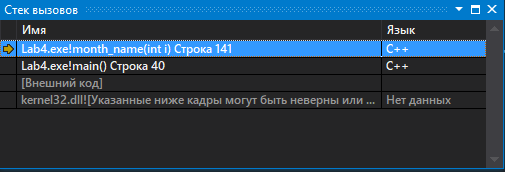 Стек вызовов
Имя Язык
Lab4.exe!month_name(int i) Строка 141 C++
Lab4.exe!main() Строка 40 C++
[Внешний код]
kernel32.dll![Указанные ниже кадры могут быть неверны или ... Нет данных